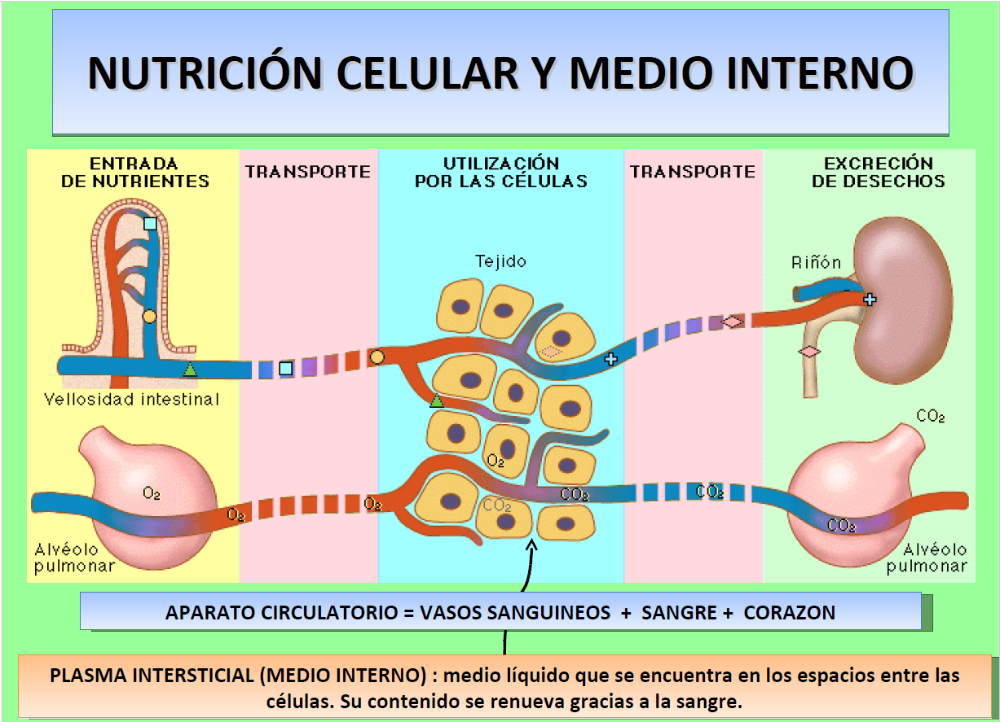 NUTRICIÓN CELULAR Y MEDIO INTERNO
ENTRADA
DE NUTRIENTES
TRANSPORTE
UTILIZACIÓN
POR LAS CÉLULAS
TRANSPORTE
EXCRECIÓN
DE DESECHOS
Tejido
Riñón
Vellosidad intestinal
CO₂
O₂
O₂
O₂
O₂
CO₂
CO₂
CO₂
CO₂
Alvéolo
pulmonar
Alvéolo
pulmonar
APARATO CIRCULATORIO = VASOS SANGUINEOS + SANGRE + CORAZON
PLASMA INTERSTICIAL (MEDIO INTERNO) : medio líquido que se encuentra en los espacios entre las
células. Su contenido se renueva gracias a la sangre.